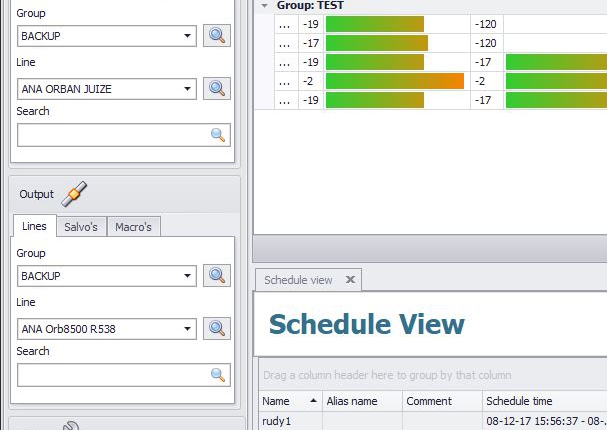 Group
BACKUP
Line
ANA ORBAN JUIZE
Search
Output
Lines Salvo's Macro's
Group
BACKUP
Line
ANA Orb8500 R538
Search
Group: TEST
... -19 -120
... -17 -120
... -19 -17
... -2 -2
... -19 -17
Schedule view X
Schedule View
Drag a column header here to group by that column
Name Alias name Comment Schedule time
rudy1 08-12-17 15:56:37 - 08-.